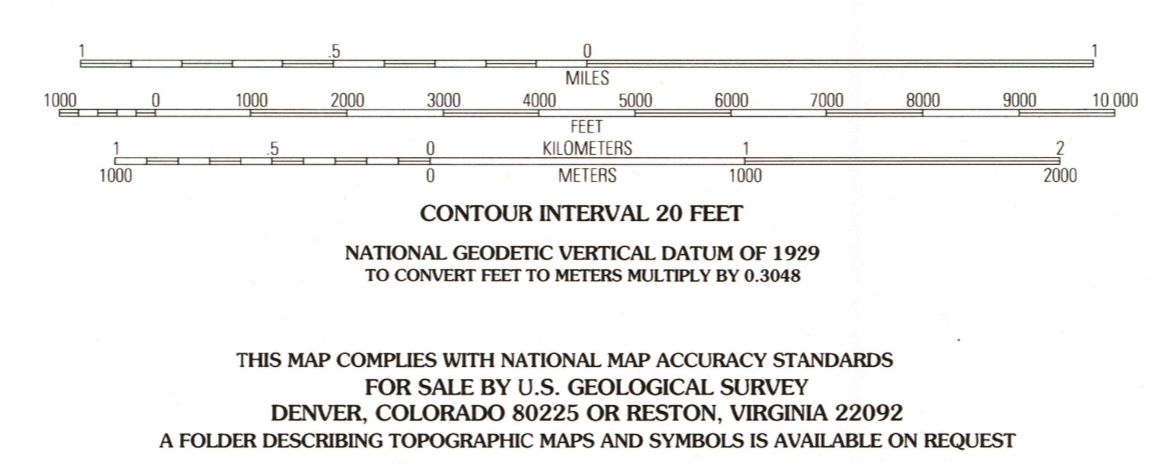 1 .5 0 1
MILES
1000 0 1000 2000 3000 4000 5000 6000 7000 8000 9000 10 000
FEET
1 .5 0 KILOMETERS 1 2
1000 0 METERS 1000 2000
CONTOUR INTERVAL 20 FEET
NATIONAL GEODETIC VERTICAL DATUM OF 1929
TO CONVERT FEET TO METERS MULTIPLY BY 0.3048
THIS MAP COMPLIES WITH NATIONAL MAP ACCURACY STANDARDS
FOR SALE BY U.S. GEOLOGICAL SURVEY
DENVER, COLORADO 80225 OR RESTON, VIRGINIA 22092
A FOLDER DESCRIBING TOPOGRAPHIC MAPS AND SYMBOLS IS AVAILABLE ON REQUEST